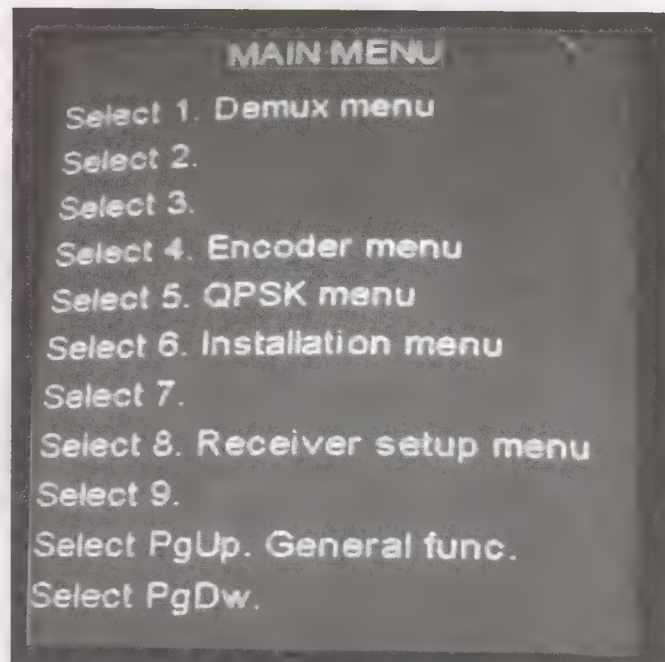 MAIN MENU
Select 1. Demux menu
Select 2.
Select 3.
Select 4. Encoder menu
Select 5. QPSK menu
Select 6. Installation menu
Select 7.
Select 8. Receiver setup menu
Select 9.
Select PgUp. General func.
Select PgDw.